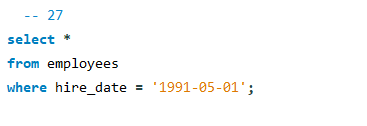 -- 27
select *
from employees
where hire_date = '1991-05-01';